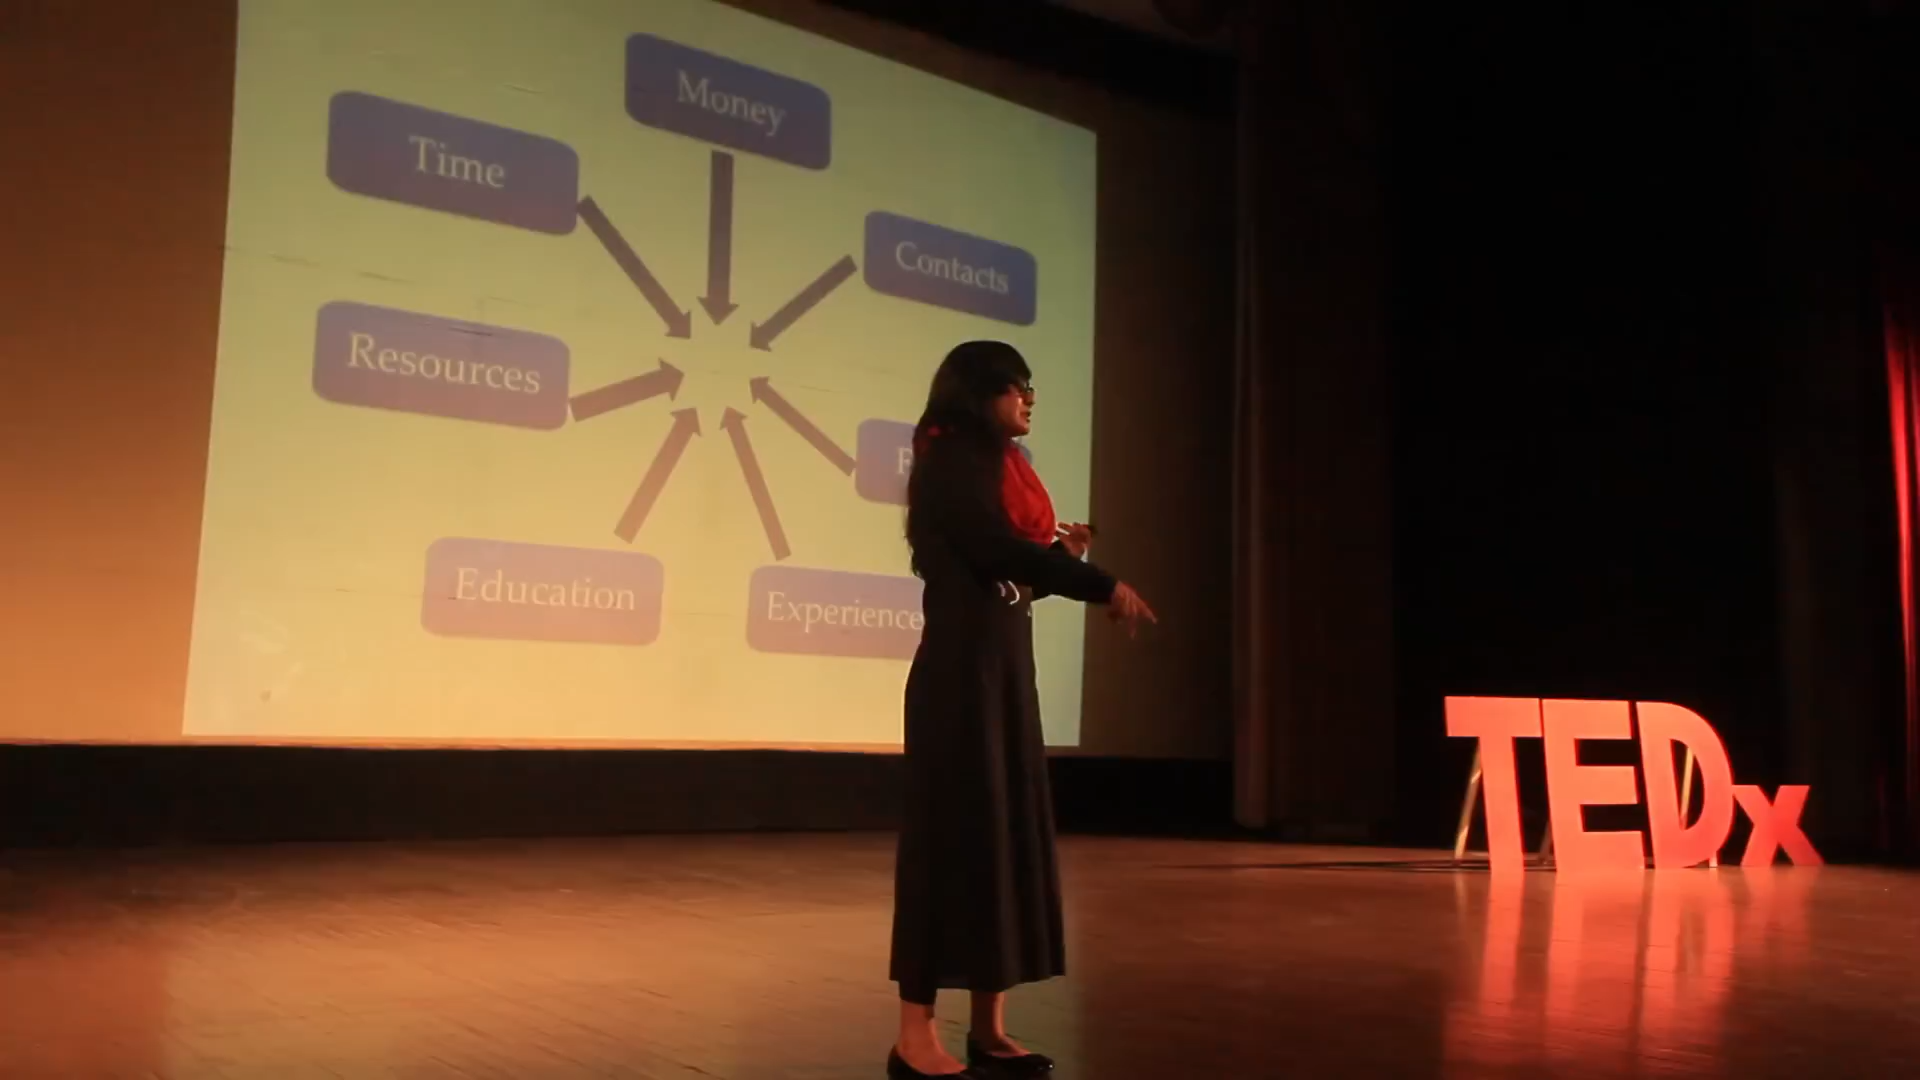 Money
Time
Contacts
Resources
Education
Experience
TEDx